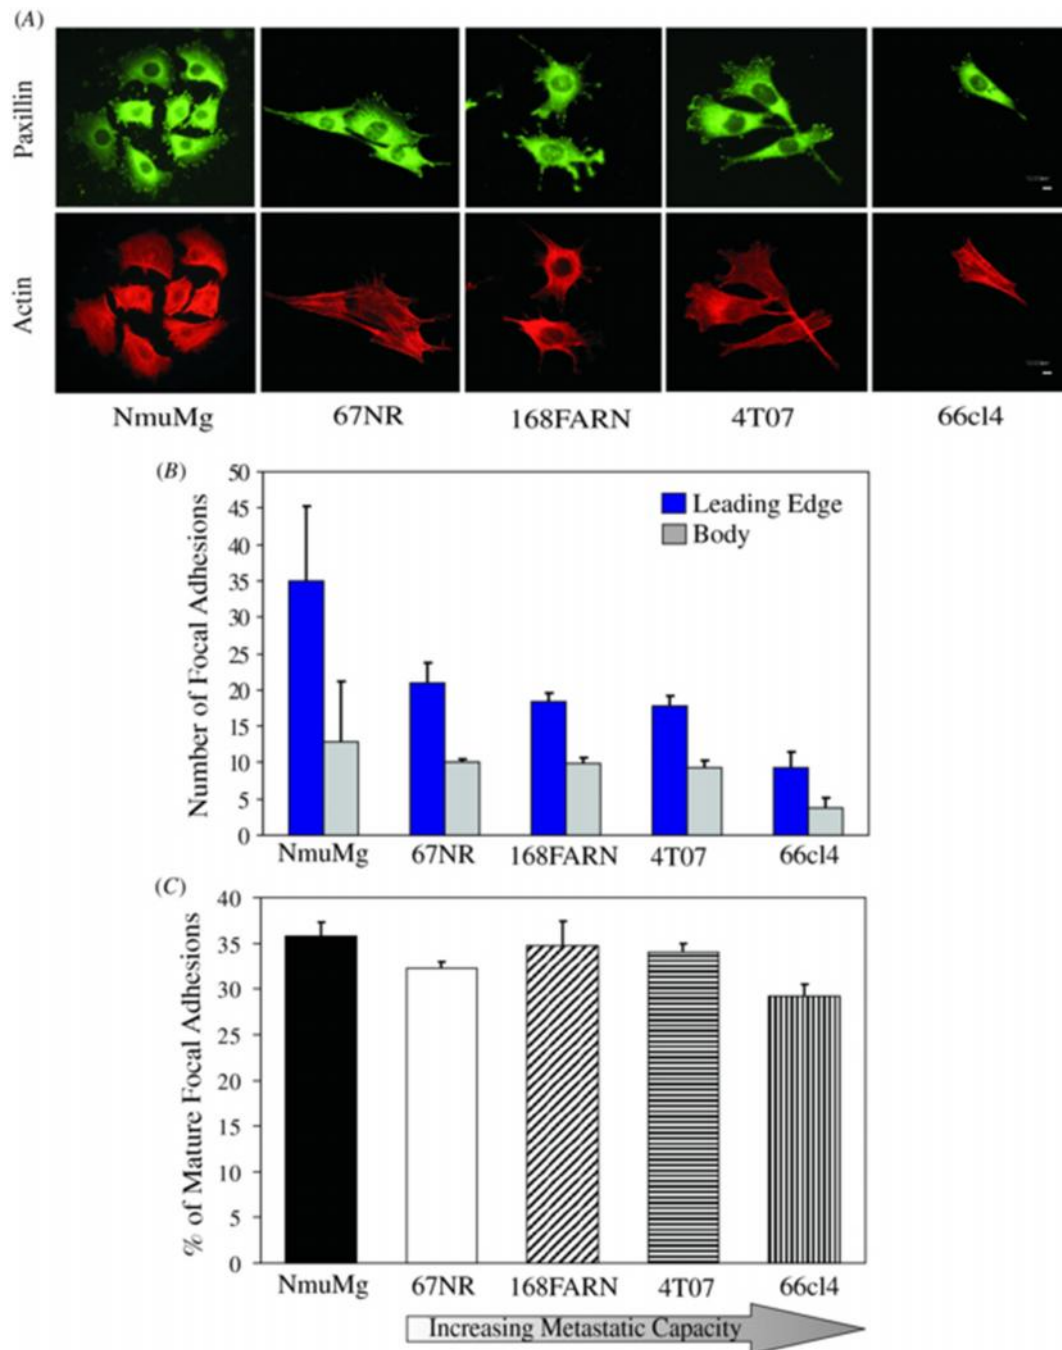 (A)
Paxillin
Actin
NmuMg 67NR 168FARN 4T07 66cl4
(B)
Number of Focal Adhesions
50
45
40
35
30
25
20
15
10
5
0
Leading Edge
Body
NmuMg 67NR 168FARN 4T07 66cl4
(C)
% of Mature Focal Adhesions
40
35
30
25
20
15
10
5
0
NmuMg 67NR 168FARN 4T07 66cl4
Increasing Metastatic Capacity